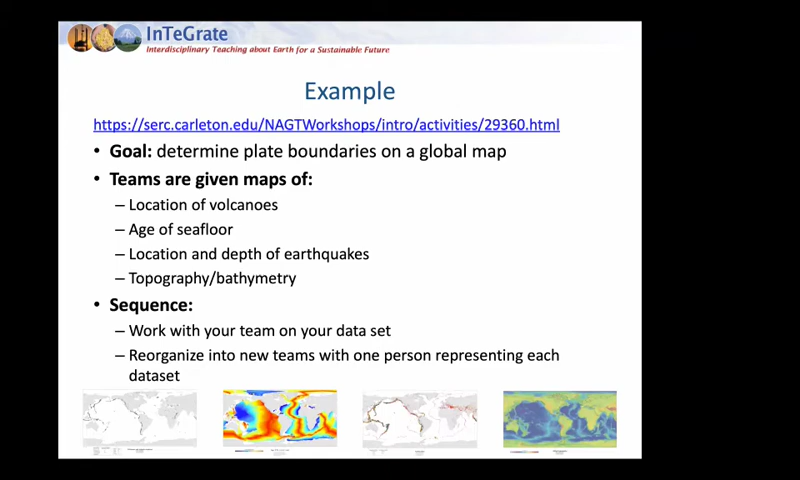 InTeGrate
Interdisciplinary Teaching about Earth for a Sustainable Future
Example
https://serc.carleton.edu/NAGTWorkshops/intro/activities/29360.html
• Goal: determine plate boundaries on a global map
• Teams are given maps of:
– Location of volcanoes
– Age of seafloor
– Location and depth of earthquakes
– Topography/bathymetry
• Sequence:
– Work with your team on your data set
– Reorganize into new teams with one person representing each
dataset